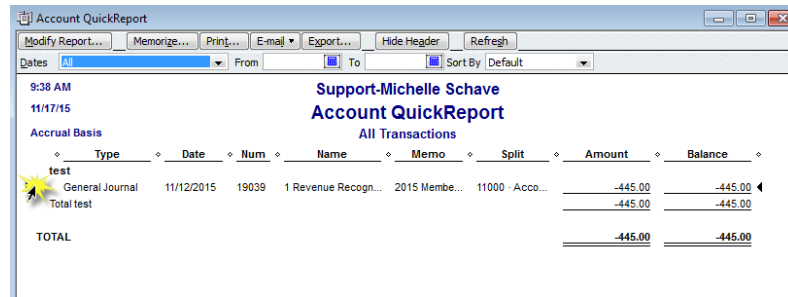 Account QuickReport
Modify Report... Memorize... Print... E-mail Export... Hide Header Refresh
Dates All From To Sort By Default
9:38 AM Support-Michelle Schave
11/17/15 Account QuickReport
Accrual Basis All Transactions
Type Date Num Name Memo Split Amount Balance
test
General Journal 11/12/2015 19039 1 Revenue Recogn... 2015 Membe... 11000 · Acco... -445.00 -445.00
Total test -445.00 -445.00
TOTAL -445.00 -445.00